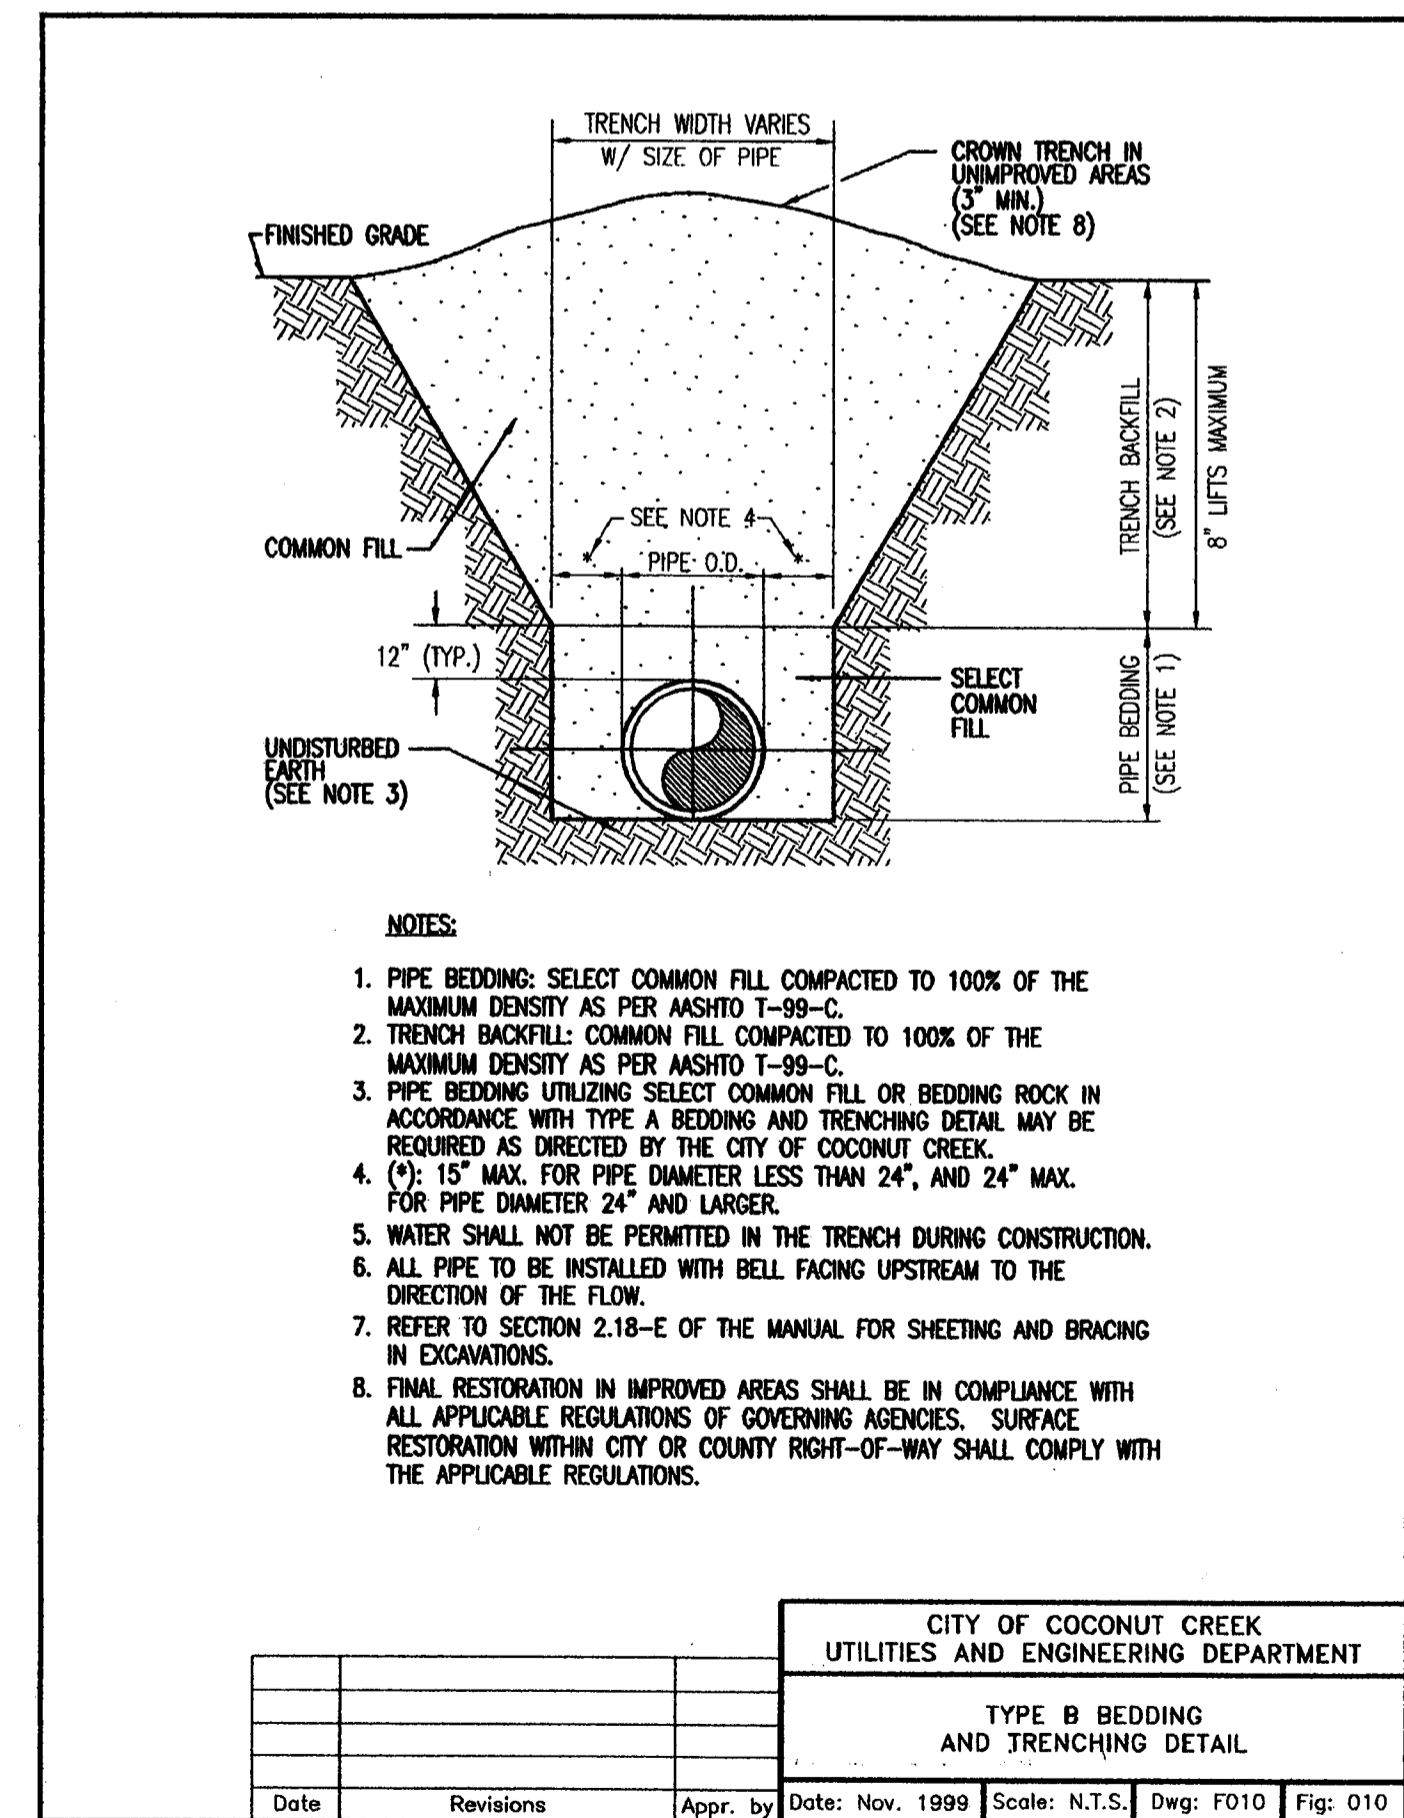 TRENCH WIDTH VARIES
W/ SIZE OF PIPE
CROWN TRENCH IN
UNIMPROVED AREAS
(3" MIN.)
(SEE NOTE 8)
FINISHED GRADE
TRENCH BACKFILL
(SEE NOTE 2)
8" LIFTS MAXIMUM
COMMON FILL
SEE NOTE 4
* *
PIPE O.D.
12" (TYP.)
SELECT
COMMON
FILL
PIPE BEDDING
(SEE NOTE 1)
UNDISTURBED
EARTH
(SEE NOTE 3)
NOTES:
1. PIPE BEDDING: SELECT COMMON FILL COMPACTED TO 100% OF THE
MAXIMUM DENSITY AS PER AASHTO T-99-C.
2. TRENCH BACKFILL: COMMON FILL COMPACTED TO 100% OF THE
MAXIMUM DENSITY AS PER AASHTO T-99-C.
3. PIPE BEDDING UTILIZING SELECT COMMON FILL OR BEDDING ROCK IN
ACCORDANCE WITH TYPE A BEDDING AND TRENCHING DETAIL MAY BE
REQUIRED AS DIRECTED BY THE CITY OF COCONUT CREEK.
4. (*): 15" MAX. FOR PIPE DIAMETER LESS THAN 24", AND 24" MAX.
FOR PIPE DIAMETER 24" AND LARGER.
5. WATER SHALL NOT BE PERMITTED IN THE TRENCH DURING CONSTRUCTION.
6. ALL PIPE TO BE INSTALLED WITH BELL FACING UPSTREAM TO THE
DIRECTION OF THE FLOW.
7. REFER TO SECTION 2.18-E OF THE MANUAL FOR SHEETING AND BRACING
IN EXCAVATIONS.
8. FINAL RESTORATION IN IMPROVED AREAS SHALL BE IN COMPLIANCE WITH
ALL APPLICABLE REGULATIONS OF GOVERNING AGENCIES. SURFACE
RESTORATION WITHIN CITY OR COUNTY RIGHT-OF-WAY SHALL COMPLY WITH
THE APPLICABLE REGULATIONS.
CITY OF COCONUT CREEK
UTILITIES AND ENGINEERING DEPARTMENT
TYPE B BEDDING
AND TRENCHING DETAIL
Date Revisions Appr. by
Date: Nov. 1999 Scale: N.T.S. Dwg: F010 Fig: 010